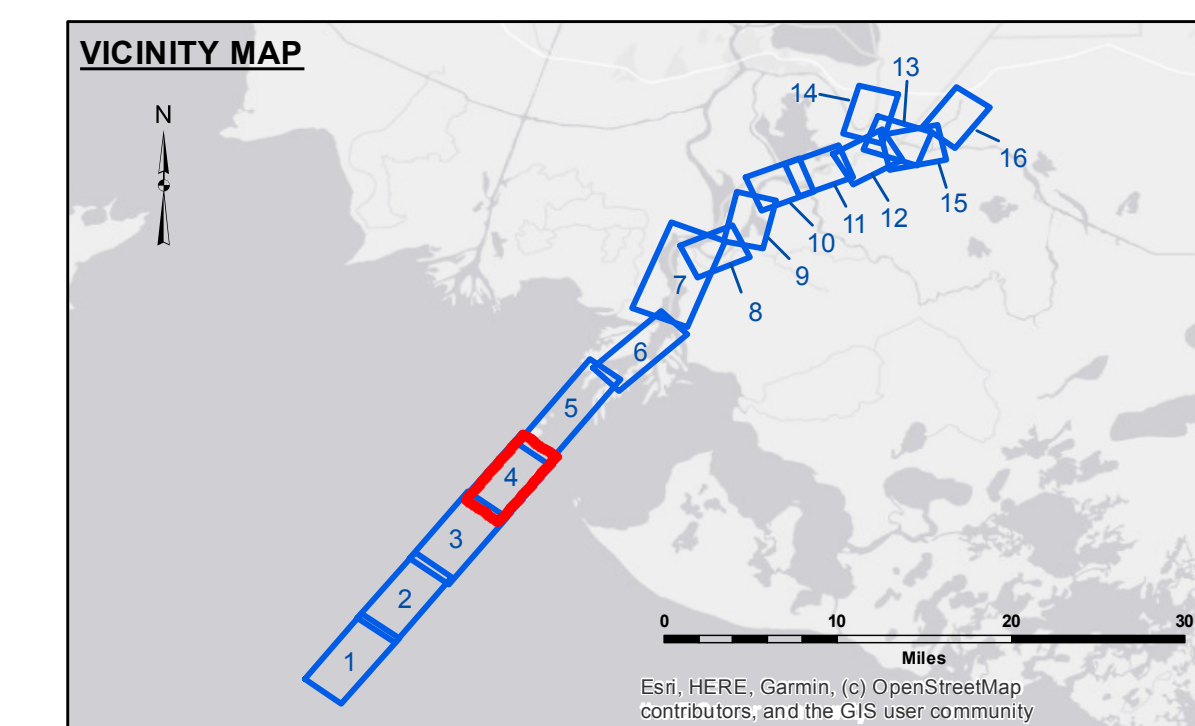 VICINITY MAP
N
13
14
16
15
12
11
10
9
8
7
6
5
4
3
2
1
0 10 20 30
Miles
Esri, HERE, Garmin, (c) OpenStreetMap
contributors, and the GIS user community